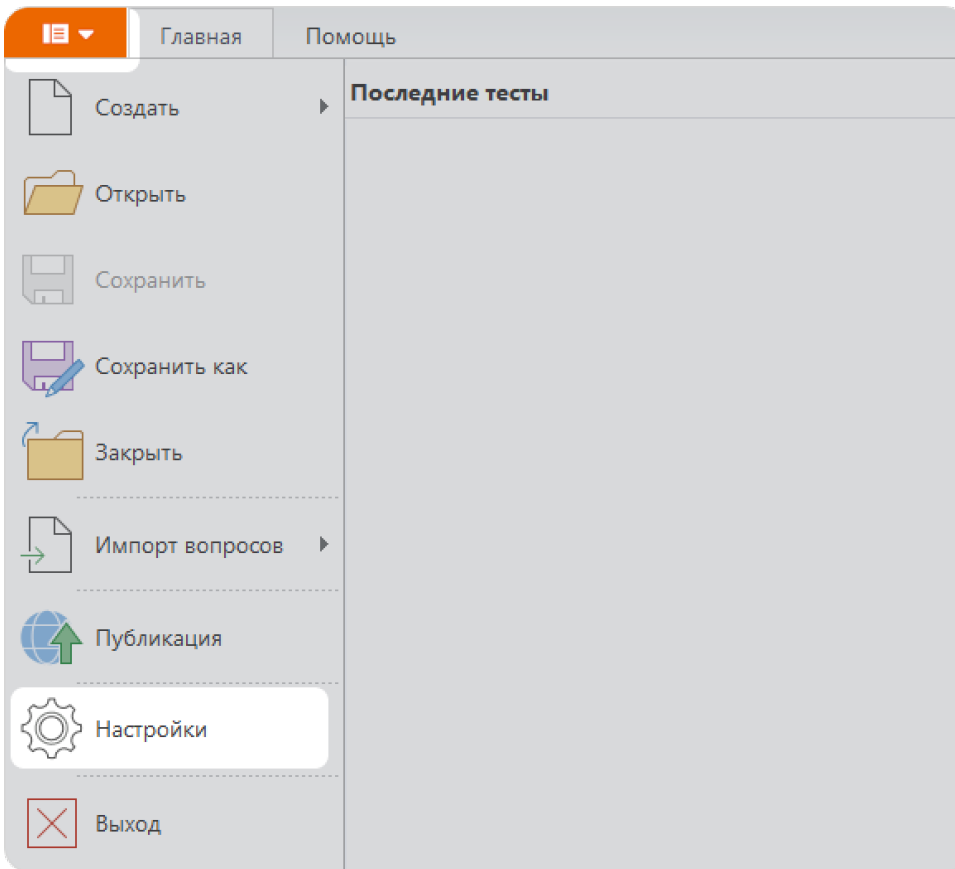 Главная
Помощь
Создать
Последние тесты
Открыть
Сохранить
Сохранить как
Закрыть
Импорт вопросов
Публикация
Настройки
Выход